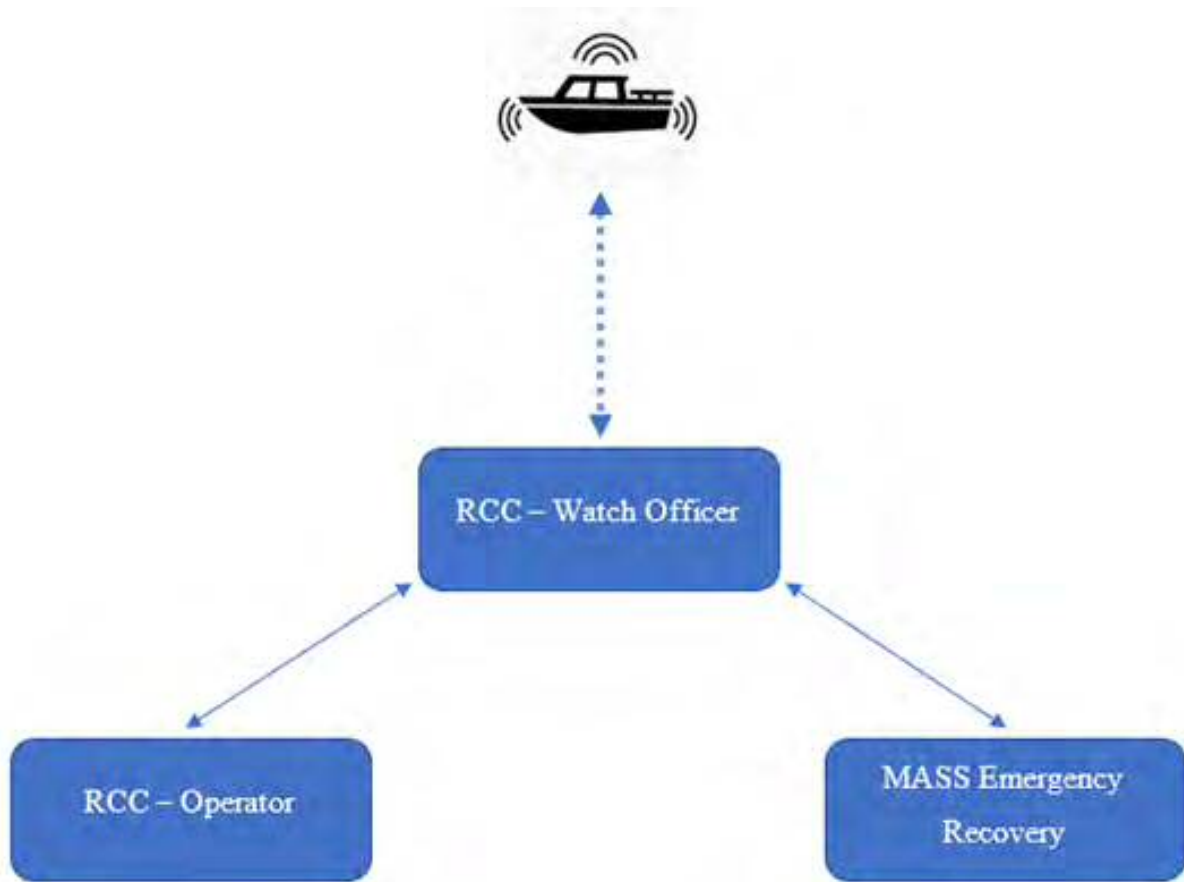 RCC – Watch Officer
RCC – Operator
MASS Emergency
Recovery